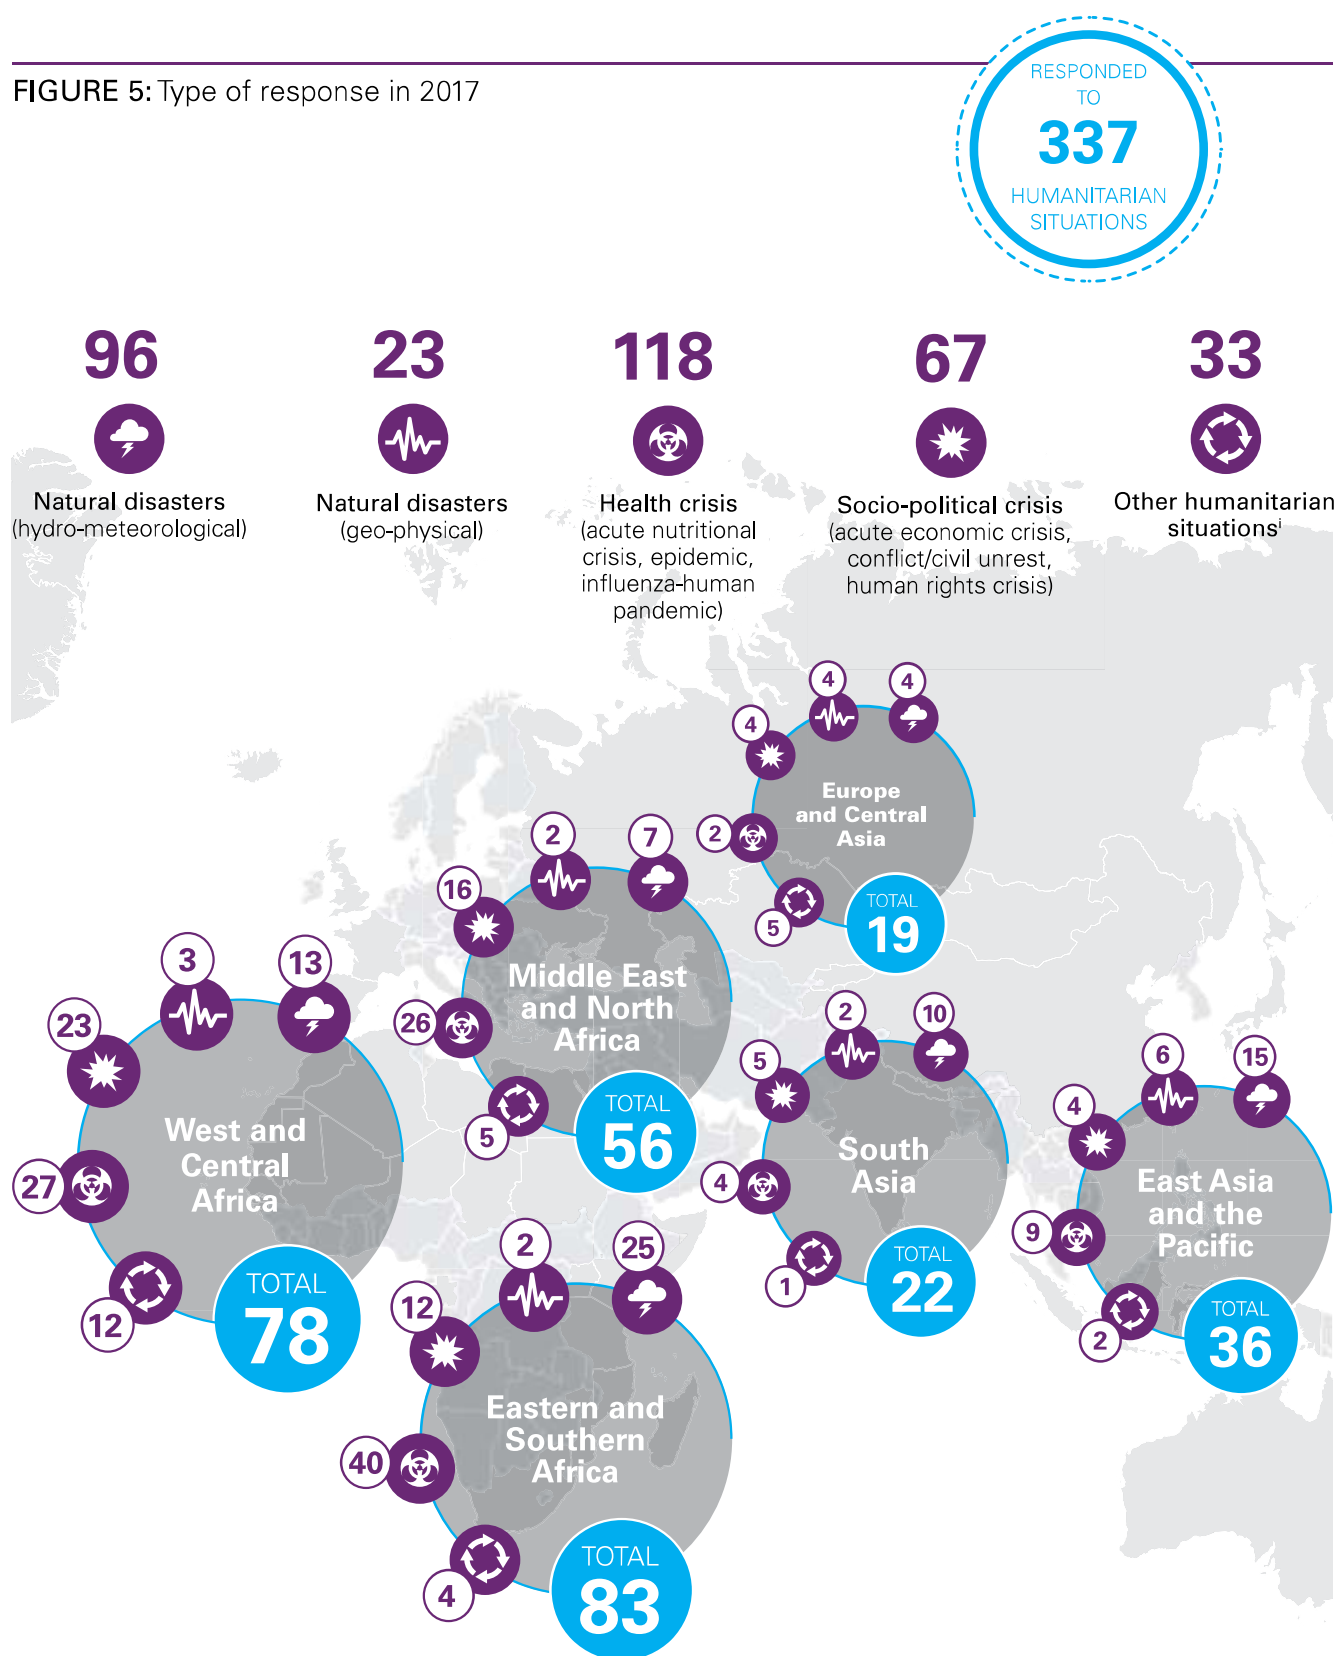 FIGURE 5: Type of response in 2017
RESPONDED
TO
337
HUMANITARIAN
SITUATIONS
96
Natural disasters
(hydro-meteorological)
23
Natural disasters
(geo-physical)
118
Health crisis
(acute nutritional
crisis, epidemic,
influenza-human
pandemic)
67
Socio-political crisis
(acute economic crisis,
conflict/civil unrest,
human rights crisis)
33
Other humanitarian
situationsⁱ
4
4
4
2
5
Europe
and Central
Asia
TOTAL
19
2
7
16
26
5
Middle East
and North
Africa
TOTAL
56
3
13
23
27
12
West and
Central
Africa
TOTAL
78
2
10
5
4
1
South
Asia
TOTAL
22
6
15
4
9
2
East Asia
and the
Pacific
TOTAL
36
2
25
12
40
4
Eastern and
Southern
Africa
TOTAL
83